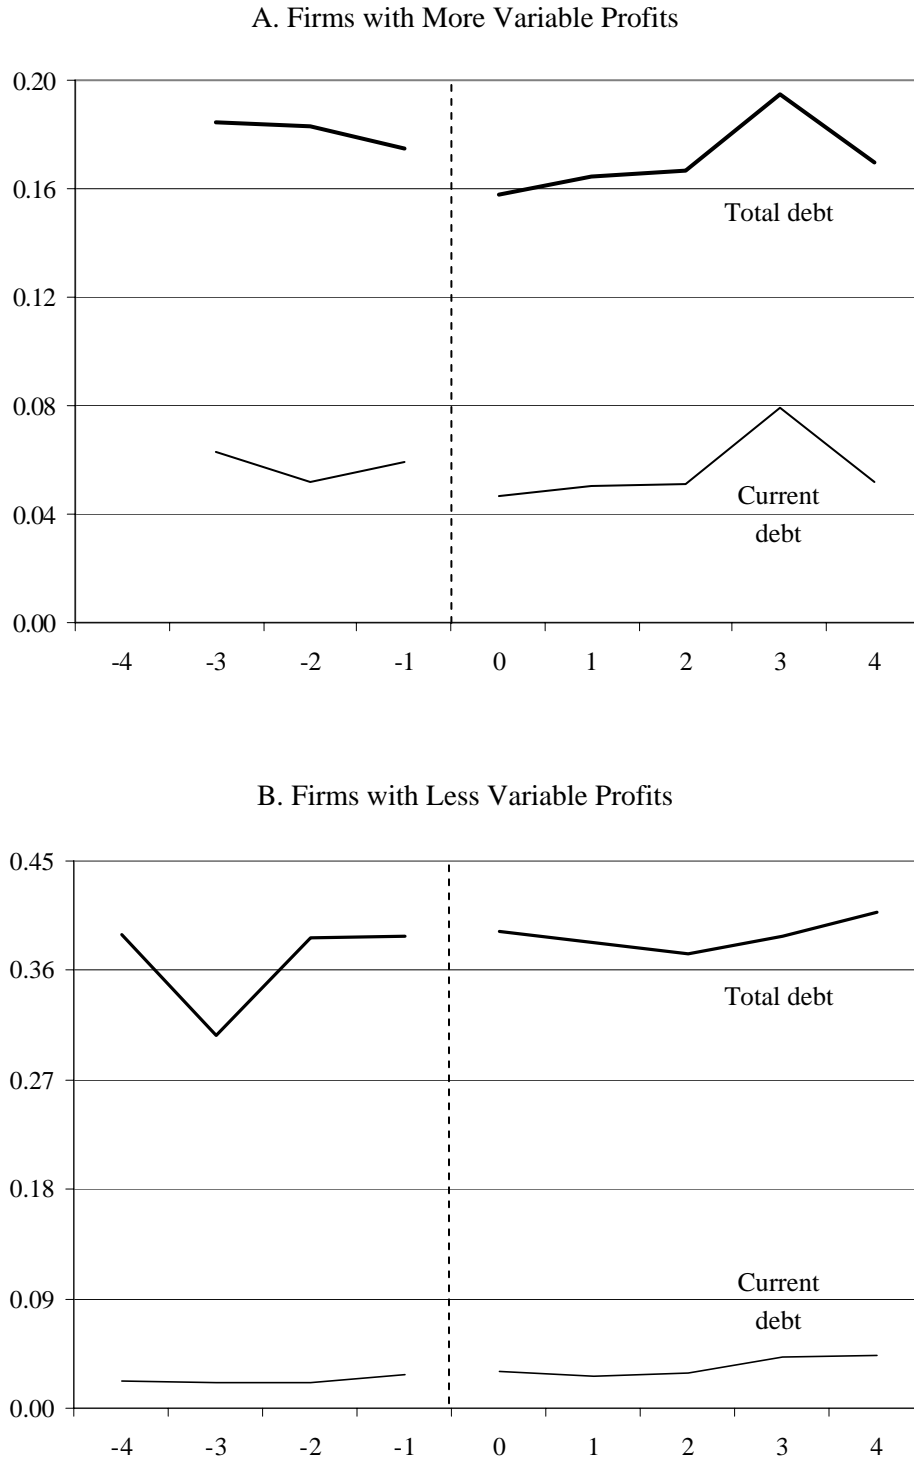 A. Firms with More Variable Profits
0.20
0.16
Total debt
0.12
0.08
Current
debt
0.04
0.00
-4 -3 -2 -1 0 1 2 3 4
B. Firms with Less Variable Profits
0.45
0.36
Total debt
0.27
0.18
Current
0.09
debt
0.00
-4 -3 -2 -1 0 1 2 3 4